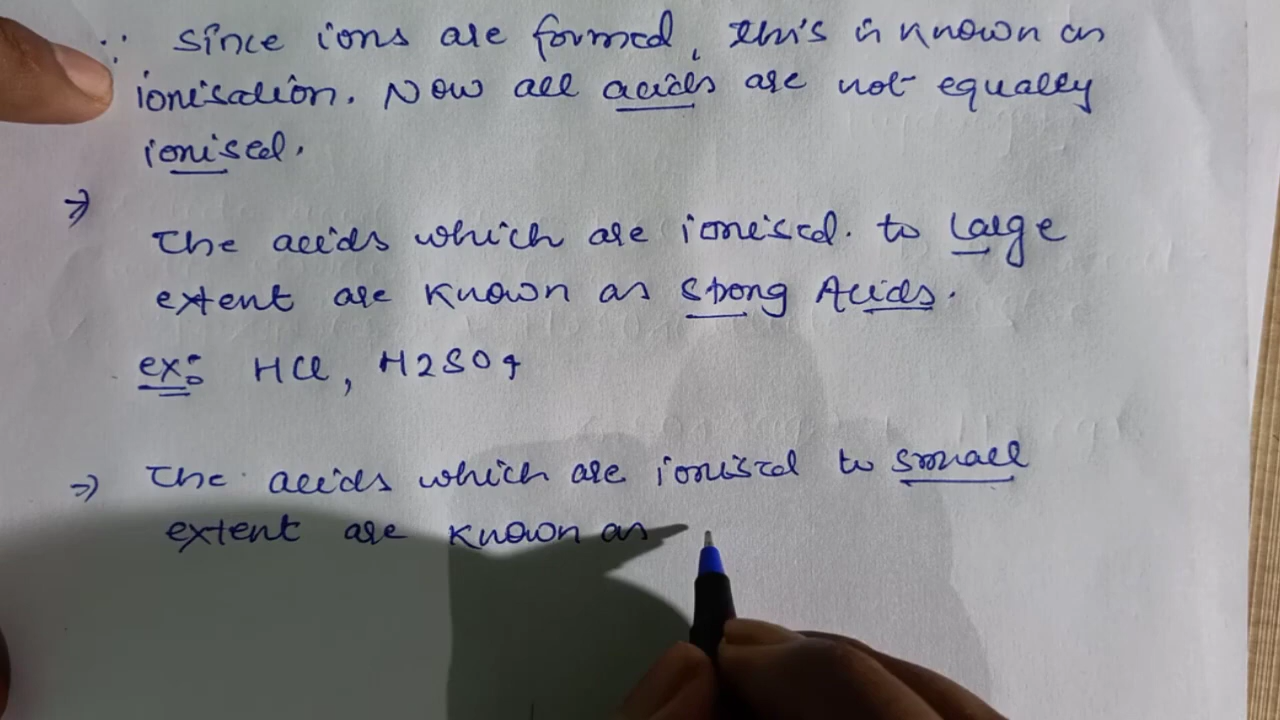 ∵ Since ions are formed, this is known as
ionisation. Now all acids are not equally
ionised.
⇒
The acids which are ionised. to Large
extent are known as Strong Acids.
ex: HCl, H2SO4
⇒ The acids which are ionised to small
extent are known as